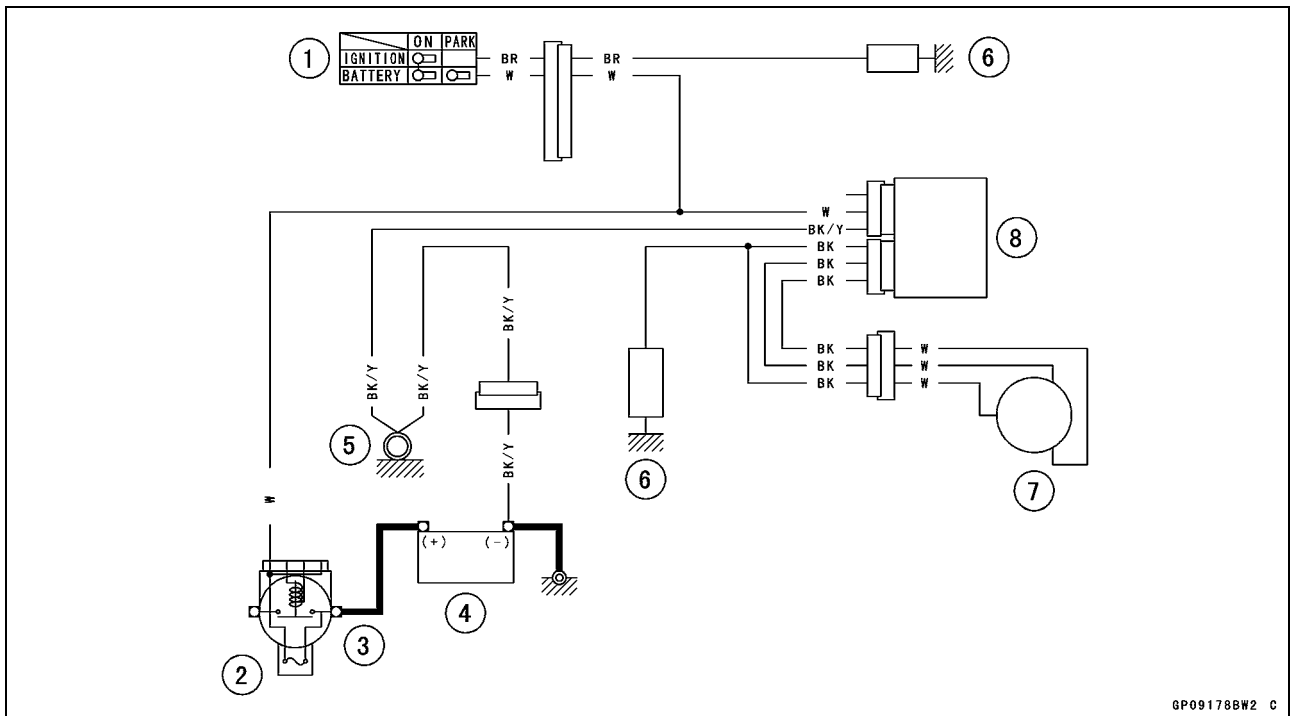 1
ON PARK
IGNITION
BATTERY
BR BR
W W
6
W
BK/Y
BK
BK
BK
8
BK/Y
BK/Y
BK/Y
BK/Y
BK W
BK W
BK W
5
6
7
W
(+) (-)
4
3
2
GP09178BW2 C